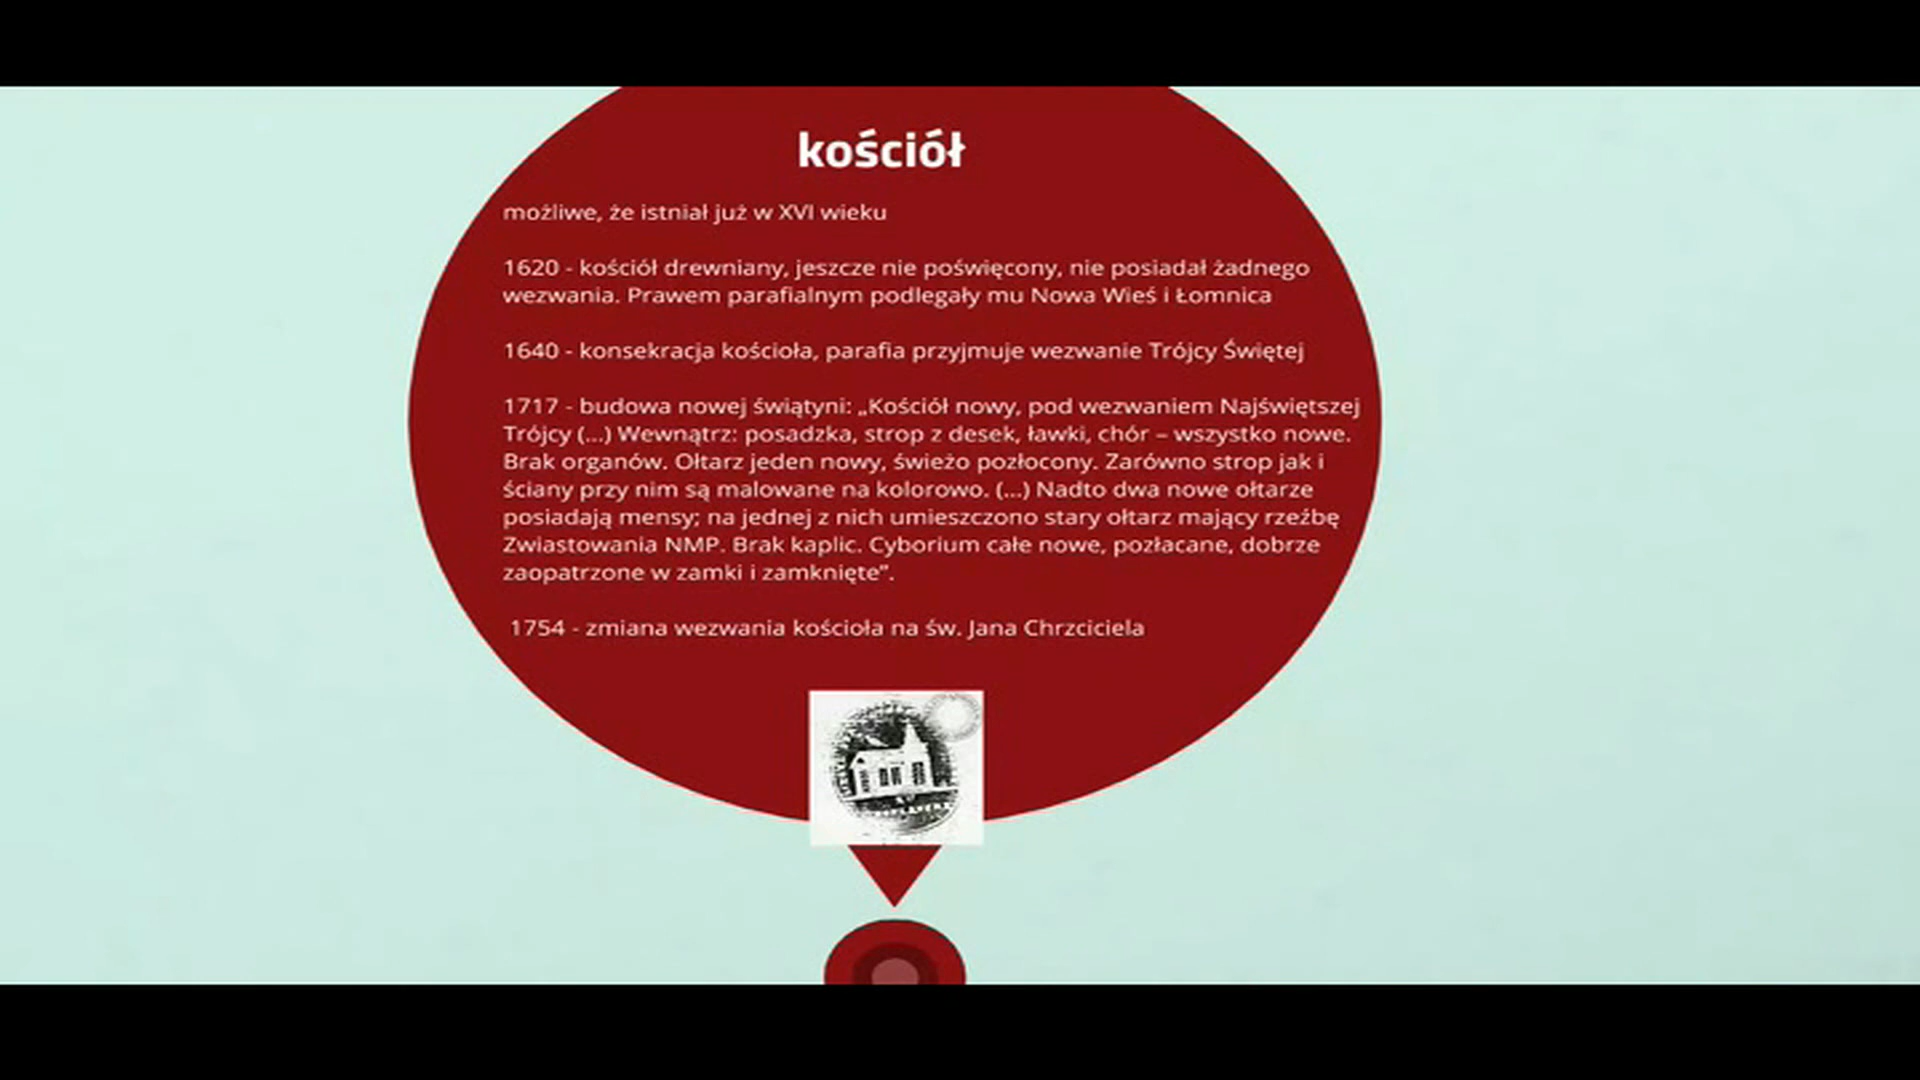 kościół
możliwe, że istniał już w XVI wieku
1620 - kościół drewniany, jeszcze nie poświęcony, nie posiadał żadnego
wezwania. Prawem parafialnym podlegały mu Nowa Wieś i Łomnica
1640 - konsekracja kościoła, parafia przyjmuje wezwanie Trójcy Świętej
1717 - budowa nowej świątyni: „Kościół nowy, pod wezwaniem Najświętszej
Trójcy (...) Wewnątrz: posadzka, strop z desek, ławki, chór – wszystko nowe.
Brak organów. Ołtarz jeden nowy, świeżo pozłocony. Zarówno strop jak i
ściany przy nim są malowane na kolorowo. (...) Nadto dwa nowe ołtarze
posiadają mensy; na jednej z nich umieszczono stary ołtarz mający rzeźbę
Zwiastowania NMP. Brak kaplic. Cyborium całe nowe, pozłacane, dobrze
zaopatrzone w zamki i zamknięte”.
1754 - zmiana wezwania kościoła na św. Jana Chrzciciela